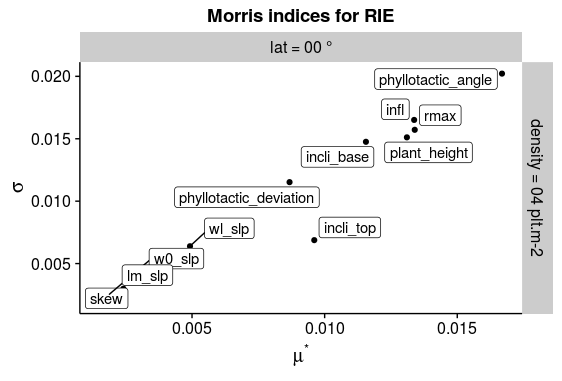 Morris indices for RIE
lat = 00 °
0.020
0.015
0.010
0.005
σ
phyllotactic_angle
infl
rmax
incli_base
plant_height
phyllotactic_deviation
wl_slp
incli_top
w0_slp
lm_slp
skew
density = 04 plt.m-2
0.005
0.010
0.015
μ*